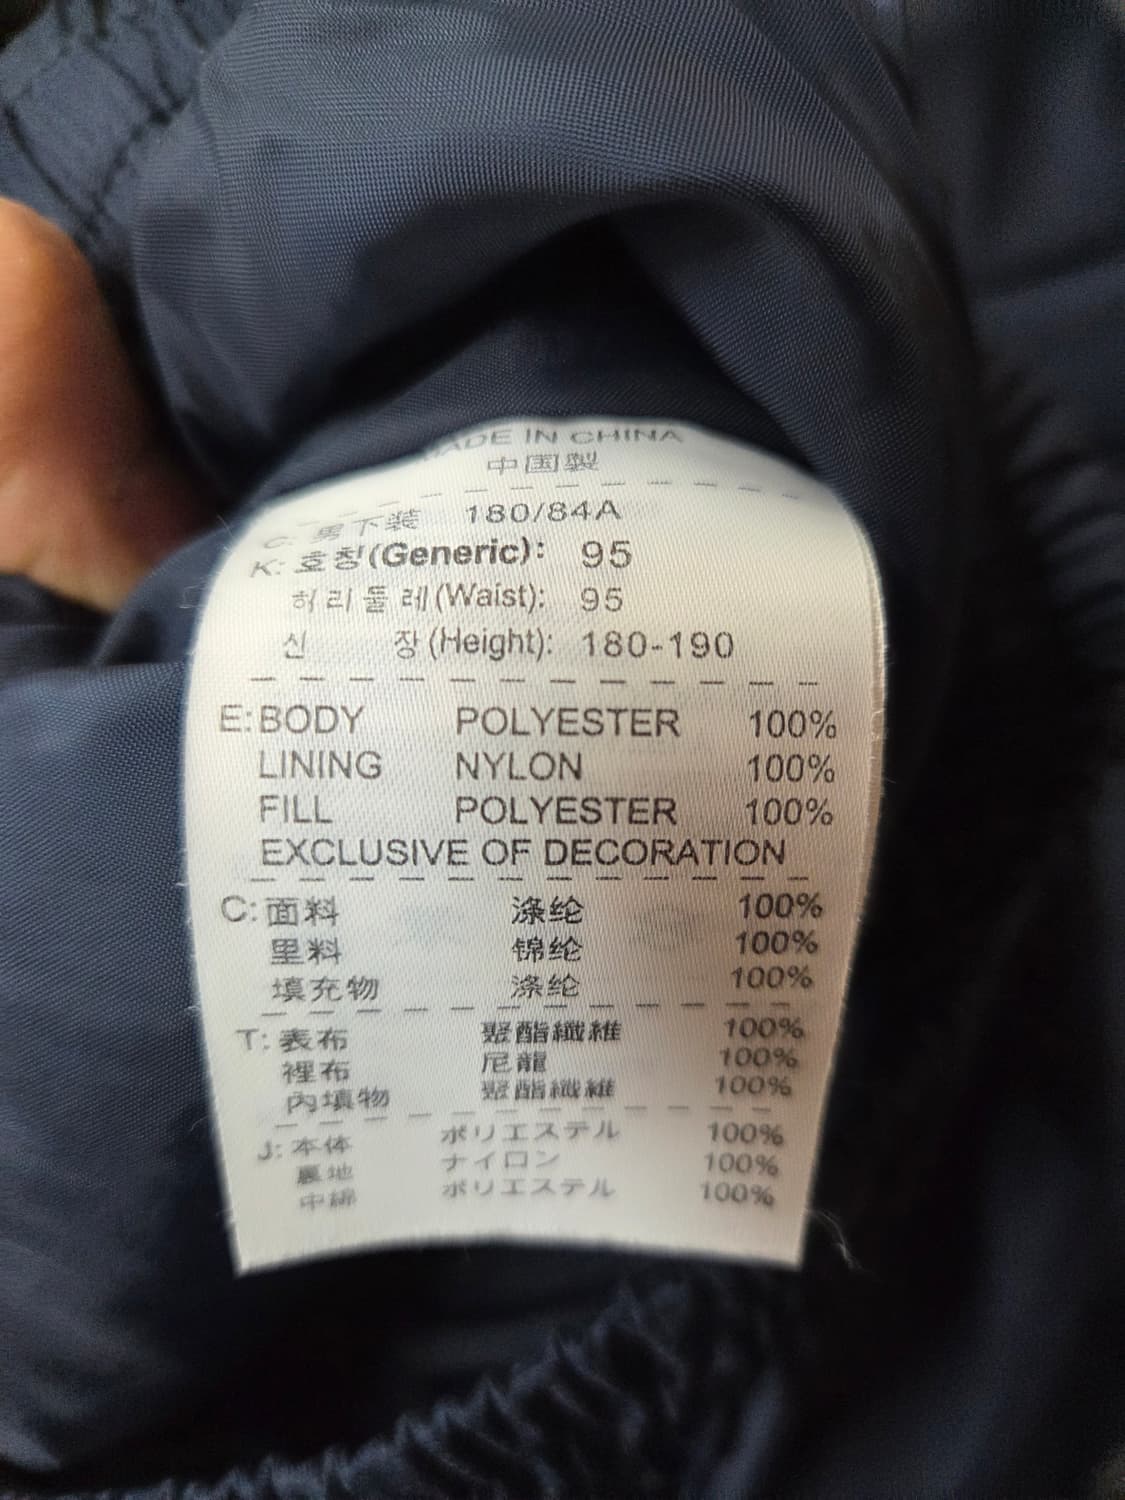 MADE IN CHINA
中国製
C: 男下装 180/84A
K: 호칭(Generic): 95
허리둘레(Waist): 95
신 장(Height): 180-190
E: BODY POLYESTER 100%
LINING NYLON 100%
FILL POLYESTER 100%
EXCLUSIVE OF DECORATION
C: 面料 涤纶 100%
里料 锦纶 100%
填充物 涤纶 100%
T: 表布 聚酯纖維 100%
裡布 尼龍 100%
內填物 聚酯纖維 100%
J: 本体 ポリエステル 100%
裏地 ナイロン 100%
中綿 ポリエステル 100%